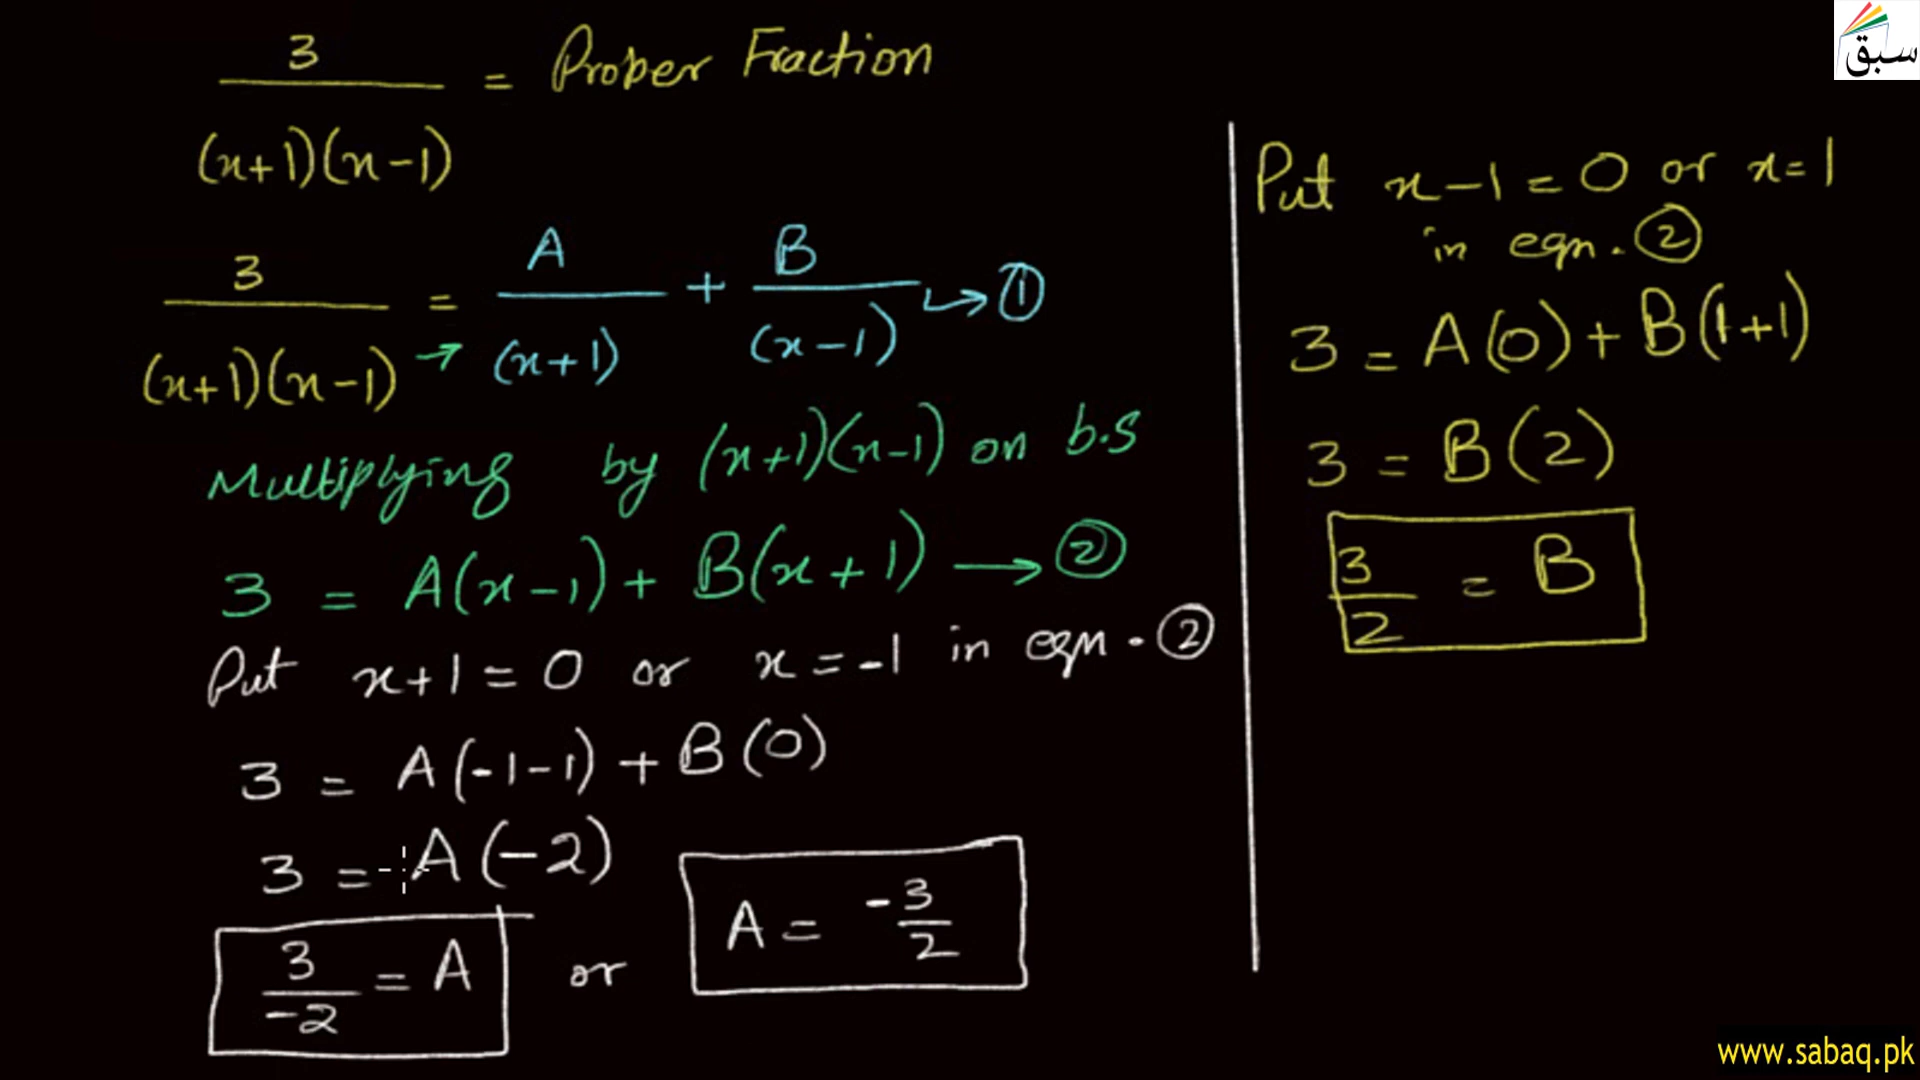 3
──────── = Proper Fraction
(x+1)(x-1)
3/((x+1)(x-1)) = A/(x+1) + B/(x-1) ↳ ①
Multiplying by (x+1)(x-1) on b.s
3 = A(x-1) + B(x+1) → ②
Put x+1=0 or x=-1 in eqn. ②
3 = A(-1-1) + B(0)
3 = A(-2)
3/-2 = A or A = -3/2
Put x-1=0 or x=1
in eqn. ②
3 = A(0) + B(1+1)
3 = B(2)
3/2 = B
سبق
www.sabaq.pk